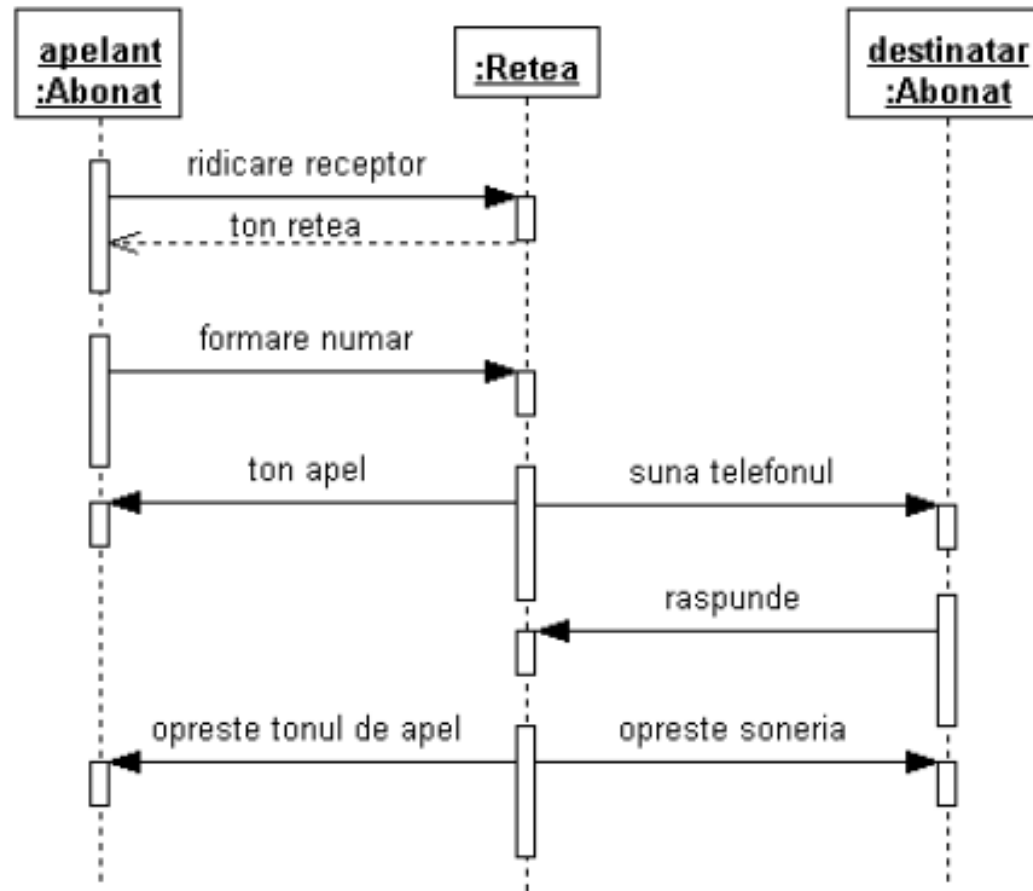 apelant
:Abonat
:Retea
destinatar
:Abonat
ridicare receptor
ton retea
formare numar
ton apel
suna telefonul
raspunde
opreste tonul de apel
opreste soneria